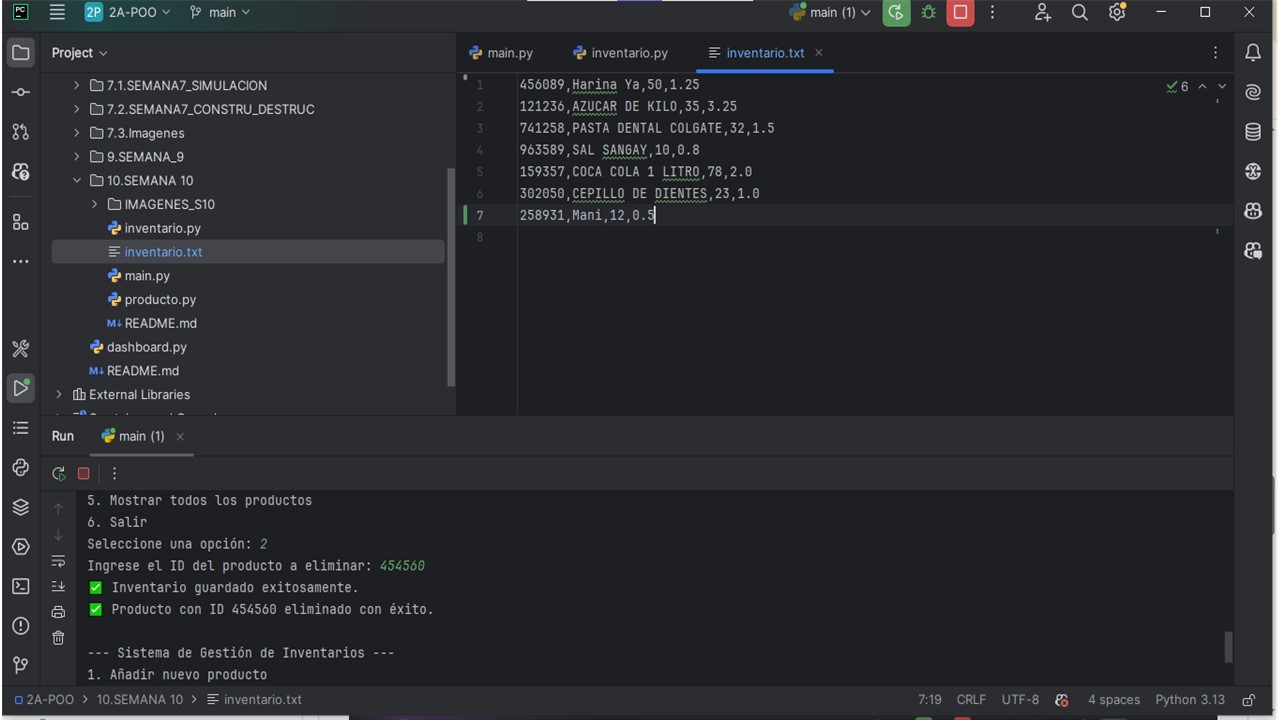 2P 2A-POO main main (1)
Project
main.py inventario.py inventario.txt
7.1.SEMANA7_SIMULACION
7.2.SEMANA7_CONSTRU_DESTRUC
7.3.Imagenes
9.SEMANA_9
10.SEMANA 10
IMAGENES_S10
inventario.py
inventario.txt
main.py
producto.py
M↓ README.md
dashboard.py
M↓ README.md
External Libraries
1 456089,Harina Ya,50,1.25
2 121236,AZUCAR DE KILO,35,3.25
3 741258,PASTA DENTAL COLGATE,32,1.5
4 963589,SAL SANGAY,10,0.8
5 159357,COCA COLA 1 LITRO,78,2.0
6 302050,CEPILLO DE DIENTES,23,1.0
7 258931,Mani,12,0.5
8
6
Run main (1)
5. Mostrar todos los productos
6. Salir
Seleccione una opción: 2
Ingrese el ID del producto a eliminar: 454560
✅ Inventario guardado exitosamente.
✅ Producto con ID 454560 eliminado con éxito.
--- Sistema de Gestión de Inventarios ---
1. Añadir nuevo producto
2A-POO > 10.SEMANA 10 > inventario.txt 7:19 CRLF UTF-8 4 spaces Python 3.13